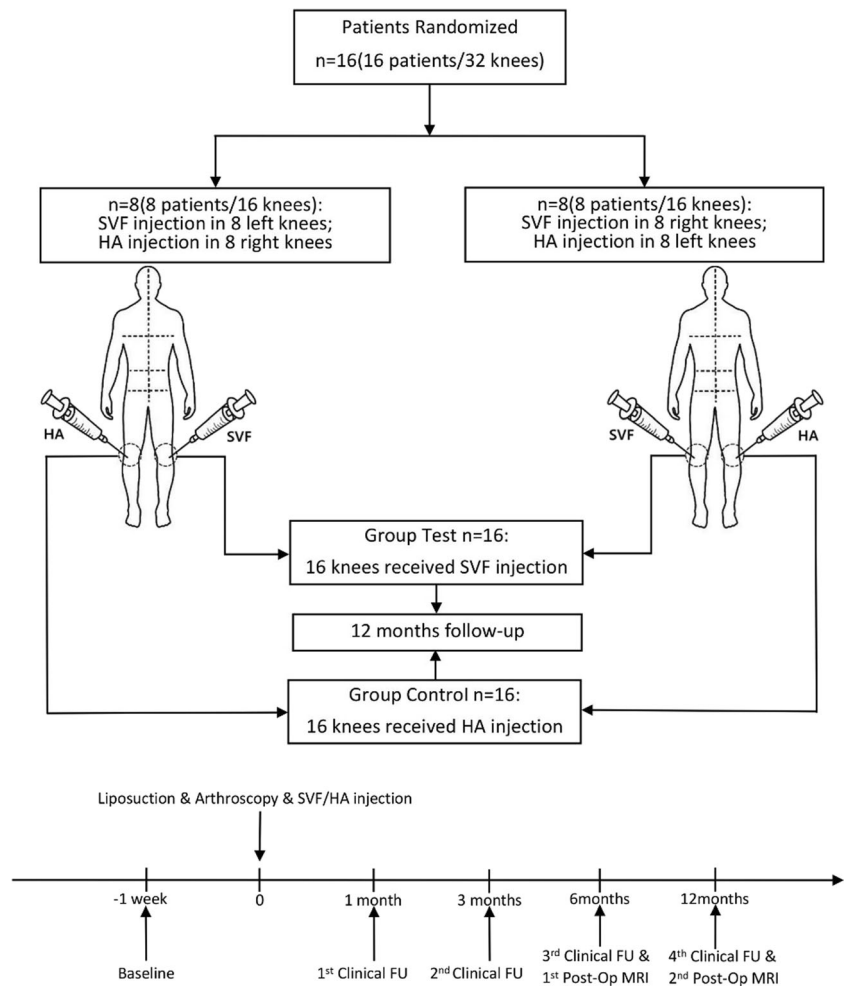 Patients Randomized
n=16(16 patients/32 knees)
n=8(8 patients/16 knees):
SVF injection in 8 left knees;
HA injection in 8 right knees
n=8(8 patients/16 knees):
SVF injection in 8 right knees;
HA injection in 8 left knees
HA
SVF
SVF
HA
Group Test n=16:
16 knees received SVF injection
12 months follow-up
Group Control n=16:
16 knees received HA injection
Liposuction & Arthroscopy & SVF/HA injection
-1 week
0
1 month
3 months
6months
12months
Baseline
1st Clinical FU
2nd Clinical FU
3rd Clinical FU &
1st Post-Op MRI
4th Clinical FU &
2nd Post-Op MRI